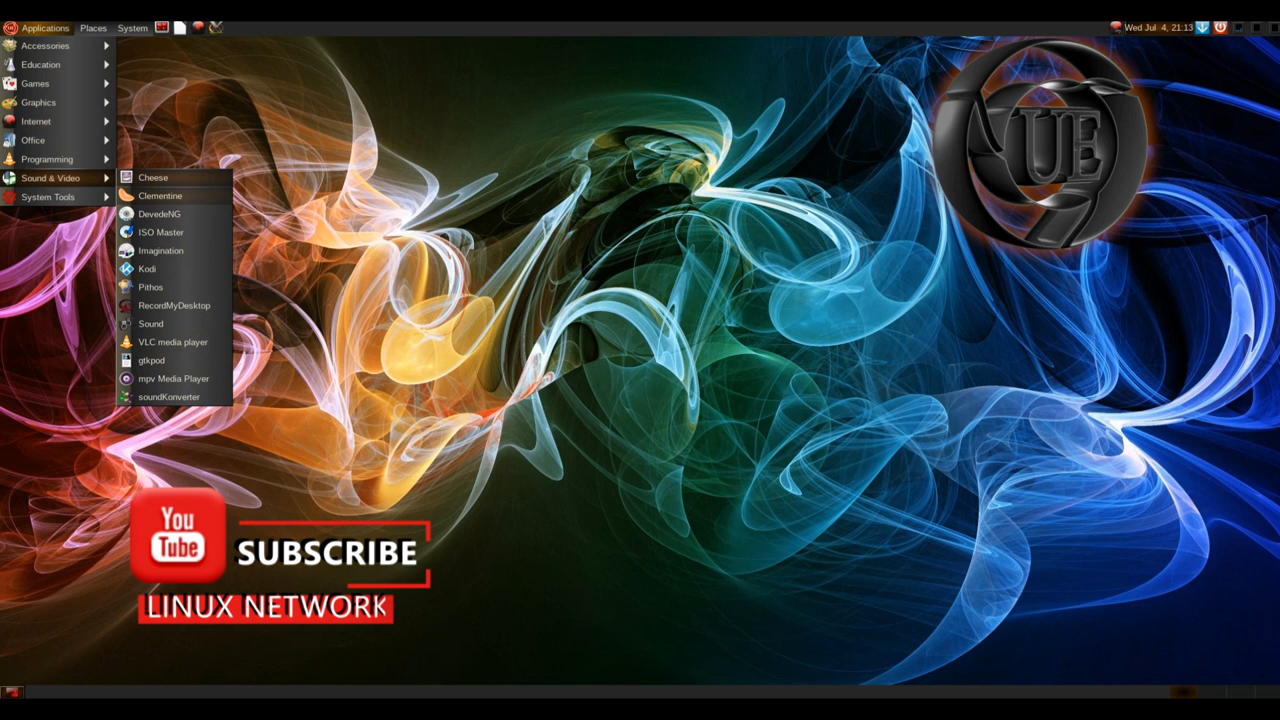 Applications Places System
Wed Jul 4, 21:13
Accessories
Education
Games
Graphics
Internet
Office
Programming
Sound & Video
System Tools
Cheese
Clementine
DevedeNG
ISO Master
Imagination
Kodi
Pithos
RecordMyDesktop
Sound
VLC media player
gtkpod
mpv Media Player
soundKonverter
UE
You
Tube
SUBSCRIBE
LINUX NETWORK